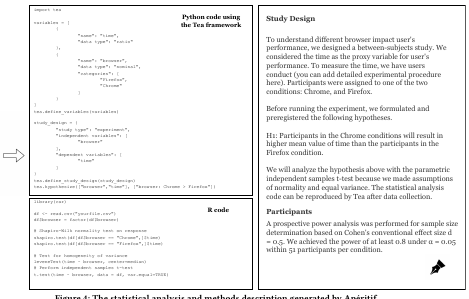 import tea
Python code using
the Tea framework
variables = [
{
"name": "time",
"data type": "ratio"
},
{
"name": "browser",
"data type": "nominal",
"categories": [
"Firefox",
"Chrome"
]
}
]
tea.define_variables(variables)
study_design = {
"study type": "experiment",
"independent variables": [
"browser"
],
"dependent variables": [
"time"
]
}
tea.define_study_design(study_design)
tea.hypothesize(["browser","time"], ["browser: Chrome > Firefox"])
library(car)
R code
df <- read.csv("yourfile.csv")
df$browser = factor(df$browser)
# Shapiro-Wilk normality test on response
shapiro.test(df[df$browser == "Chrome",]$time)
shapiro.test(df[df$browser == "Firefox",]$time)
# Test for homogeneity of variance
leveneTest(time ~ browser, center=median)
# Perform independent samples t-test
t.test(time ~ browser, data = df, var.equal=TRUE)
Study Design
To understand different browser impact user's
performance, we designed a between-subjects study. We
considered the time as the proxy variable for user's
performance. To measure the time, we have users
conduct (you can add detailed experimental procedure
here). Participants were assigned to one of the two
conditions: Chrome, and Firefox.
Before running the experiment, we formulated and
preregistered the following hypotheses.
H1: Participants in the Chrome conditions will result in
higher mean value of time than the participants in the
Firefox condition.
We will analyze the hypothesis above with the parametric
independent samples t-test because we made assumptions
of normality and equal variance. The statistical analysis
code can be reproduced by Tea after data collection.
Participants
A prospective power analysis was performed for sample size
determination based on Cohen's conventional effect size d
= 0.5. We achieved the power of at least 0.8 under α = 0.05
within 51 participants per condition.
Figure 4: The statistical analysis and methods description generated by Apéritif